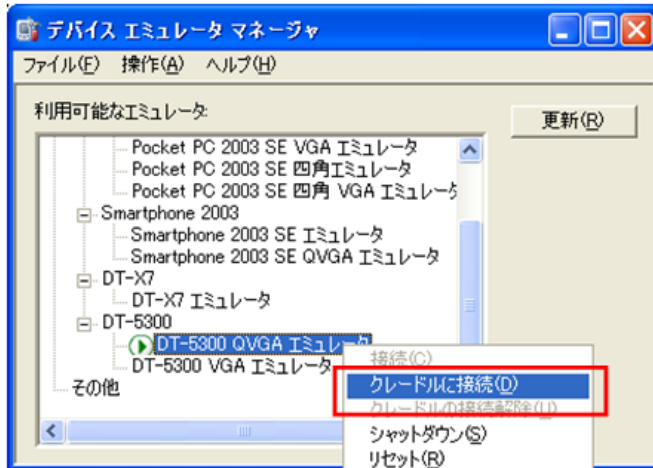 デバイス エミュレータ マネージャ
ファイル(F) 操作(A) ヘルプ(H)
利用可能なエミュレータ:
更新(R)
Pocket PC 2003 SE VGA エミュレータ
Pocket PC 2003 SE 四角エミュレータ
Pocket PC 2003 SE 四角 VGA エミュレータ
Smartphone 2003
Smartphone 2003 SE エミュレータ
Smartphone 2003 SE QVGA エミュレータ
DT-X7
DT-X7 エミュレータ
DT-5300
DT-5300 QVGA エミュレータ
DT-5300 VGA エミュレータ
その他
接続(C)
クレードルに接続(D)
クレードルの接続解除(U)
シャットダウン(S)
リセット(R)